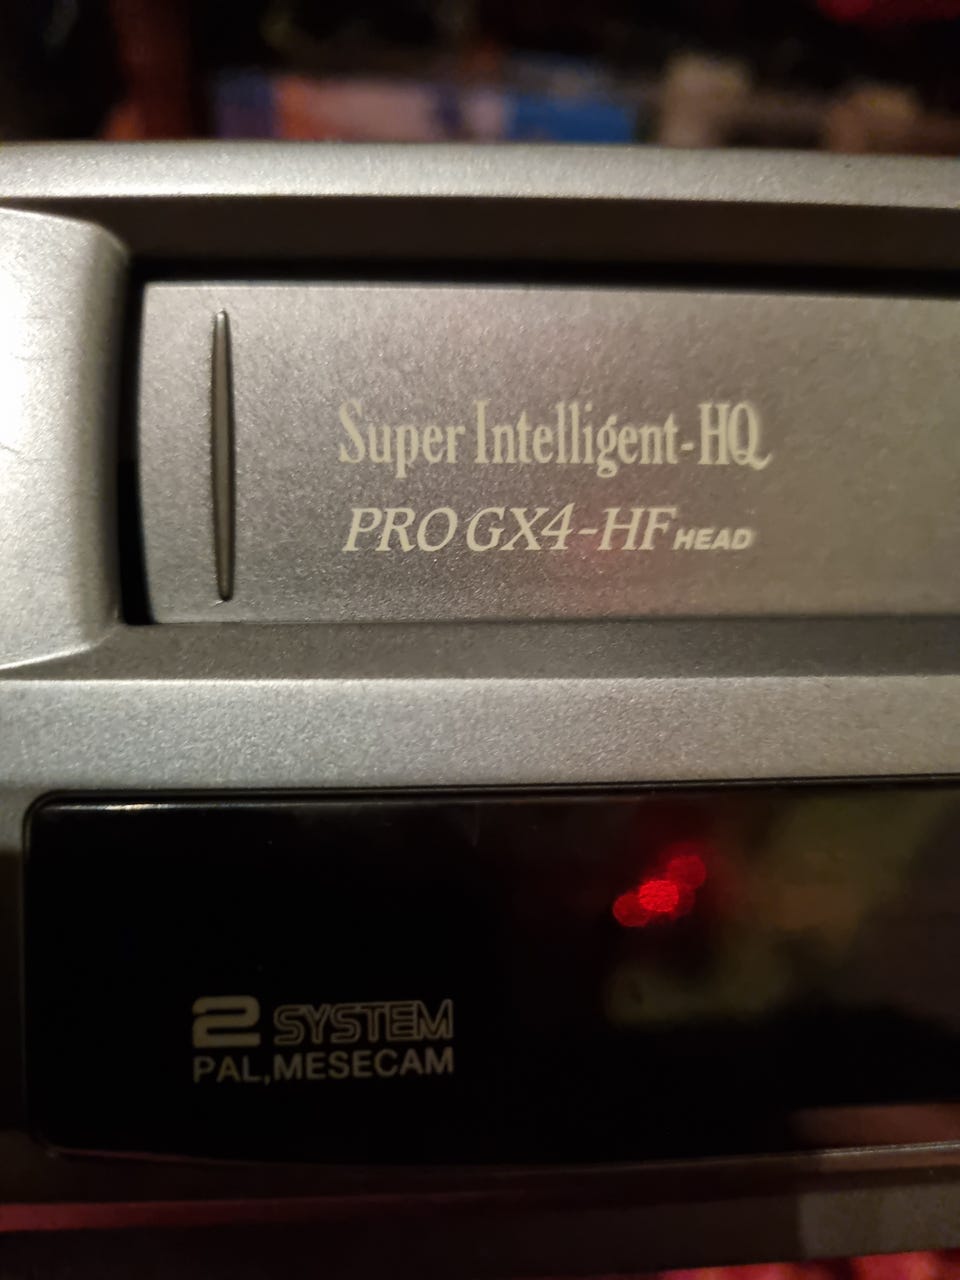 Super Intelligent-HQ
PRO GX4-HF HEAD
2 SYSTEM
PAL,MESECAM